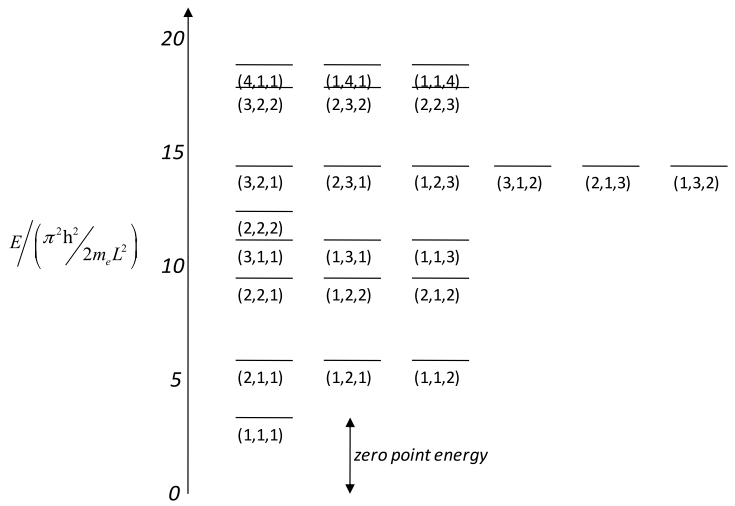 20
(4,1,1) (1,4,1) (1,1,4)
(3,2,2) (2,3,2) (2,2,3)
15
(3,2,1) (2,3,1) (1,2,3) (3,1,2) (2,1,3) (1,3,2)
(2,2,2)
E/(π²h²/2mₑL²)
(3,1,1) (1,3,1) (1,1,3)
10
(2,2,1) (1,2,2) (2,1,2)
5
(2,1,1) (1,2,1) (1,1,2)
(1,1,1)
zero point energy
0